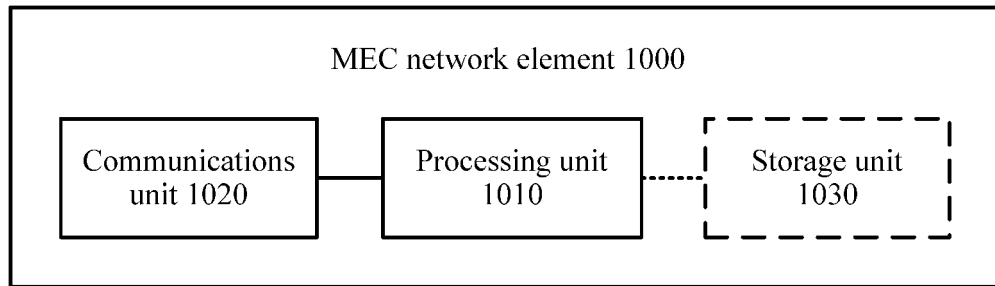 MEC network element 1000
Communications
unit 1020
Processing unit
1010
Storage unit
1030